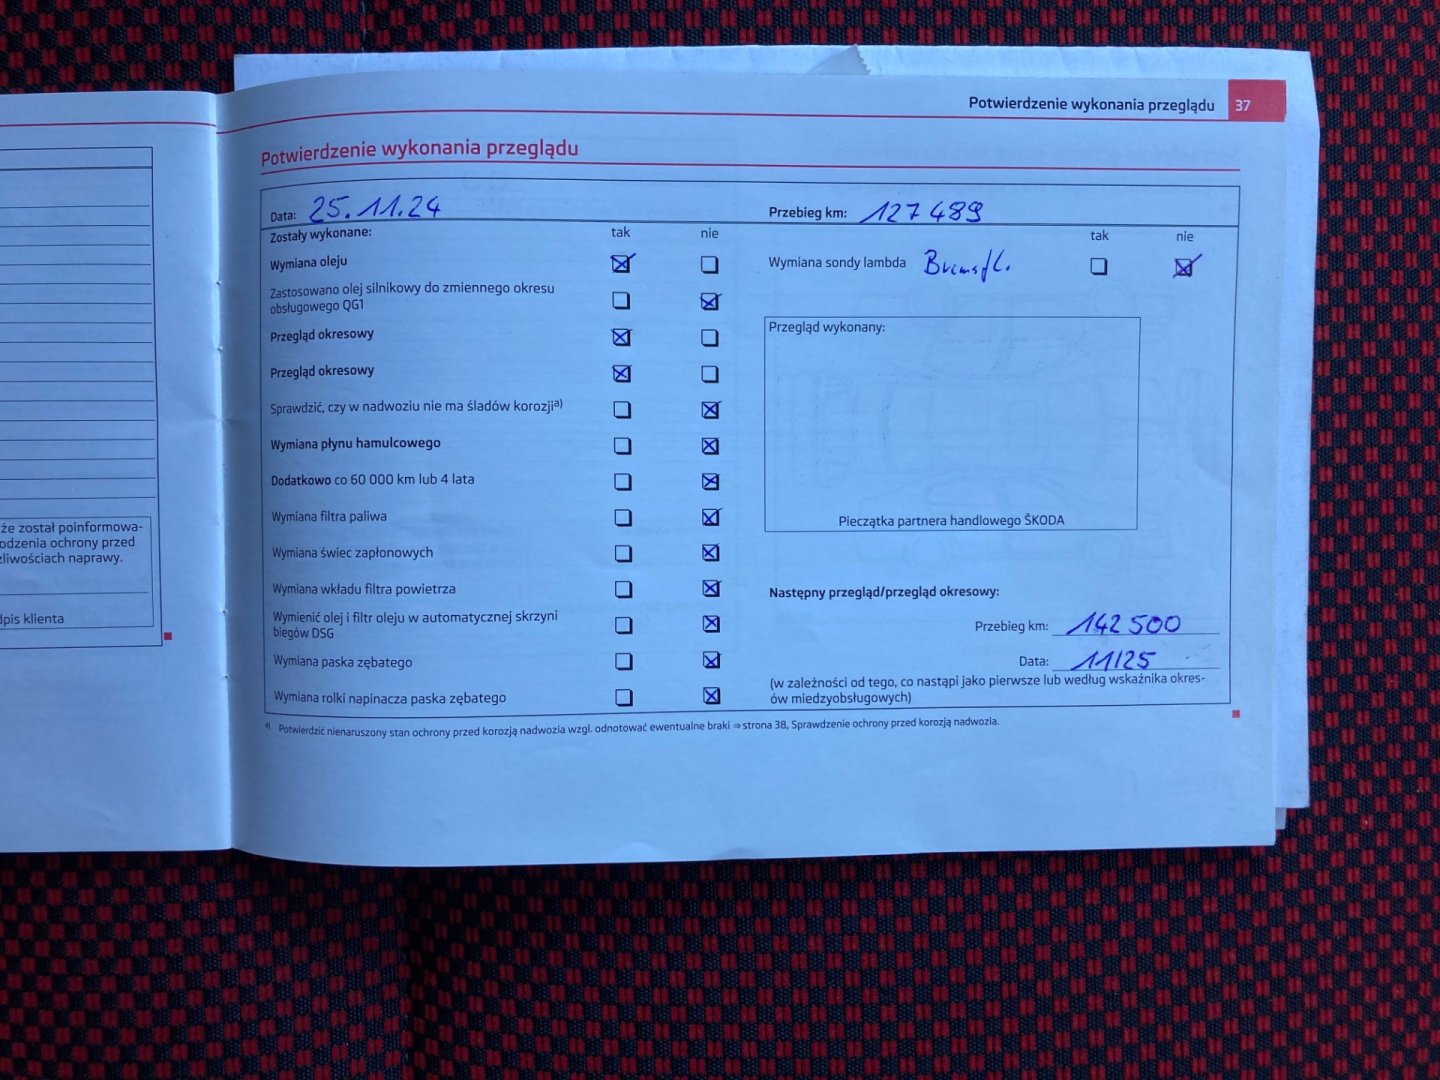 Potwierdzenie wykonania przeglądu 37
Potwierdzenie wykonania przeglądu
Data: 25.11.24
Przebieg km: 127 489
Zostały wykonane: tak nie
Wymiana oleju
Zastosowano olej silnikowy do zmiennego okresu
obsługowego QG1
Przegląd okresowy
Przegląd okresowy
Sprawdzić, czy w nadwoziu nie ma śladów korozjia)
Wymiana płynu hamulcowego
Dodatkowo co 60 000 km lub 4 lata
Wymiana filtra paliwa
Wymiana świec zapłonowych
Wymiana wkładu filtra powietrza
Wymienić olej i filtr oleju w automatycznej skrzyni
biegów DSG
Wymiana paska zębatego
Wymiana rolki napinacza paska zębatego
tak nie
Wymiana sondy lambda Bremsfl.
Przegląd wykonany:
Pieczątka partnera handlowego ŠKODA
Następny przegląd/przegląd okresowy:
Przebieg km: 142 500
Data: 11/25
(w zależności od tego, co nastąpi jako pierwsze lub według wskaźnika okres-
ów miedzyobsługowych)
a) Potwierdzić nienaruszony stan ochrony przed korozją nadwozia wzgl. odnotować ewentualne braki ⇒ strona 38, Sprawdzenie ochrony przed korozją nadwozia.
że został poinformowa-
odzenia ochrony przed
żliwościach naprawy.
dpis klienta